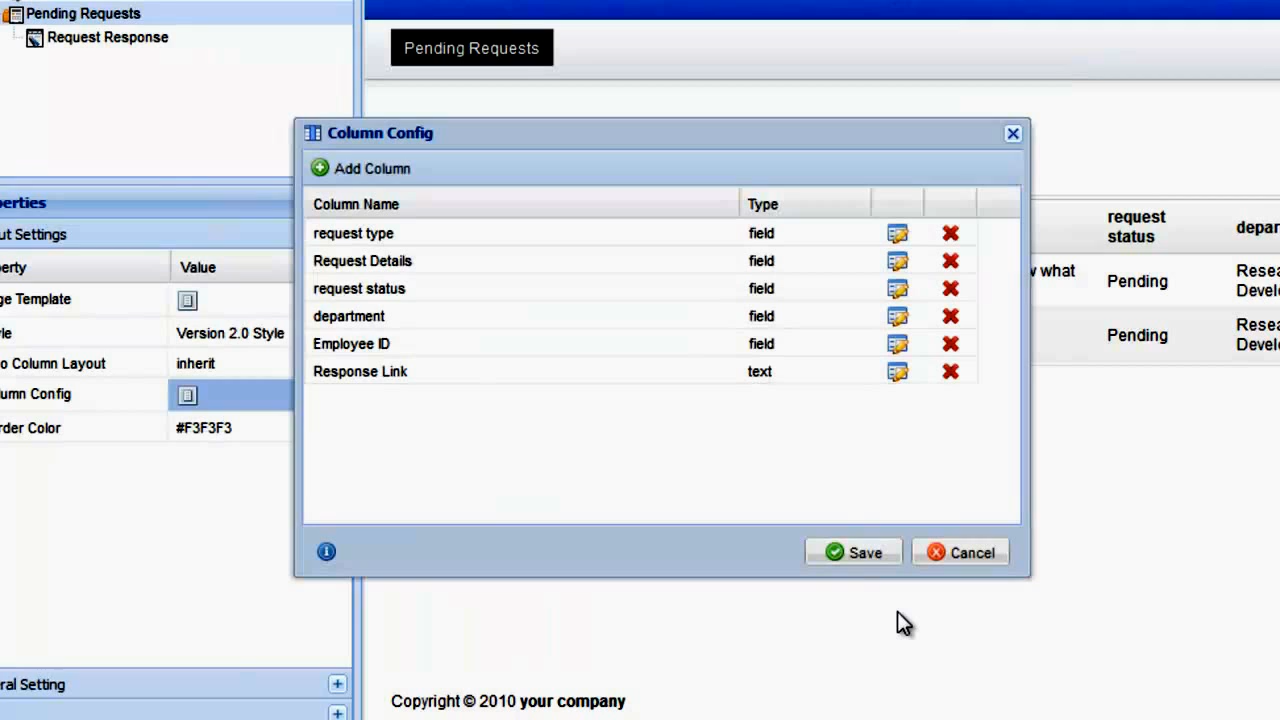 Pending Requests
Request Response
Pending Requests
Column Config
Add Column
Column Name Type
request type field
Request Details field
request status field
department field
Employee ID field
Response Link text
Save Cancel
erties
ut Settings
erty Value
ge Template
le Version 2.0 Style
o Column Layout inherit
umn Config
rder Color #F3F3F3
ral Setting
request
status
depar
w what
Pending
Resea
Develo
Pending
Resea
Develo
Copyright © 2010 your company